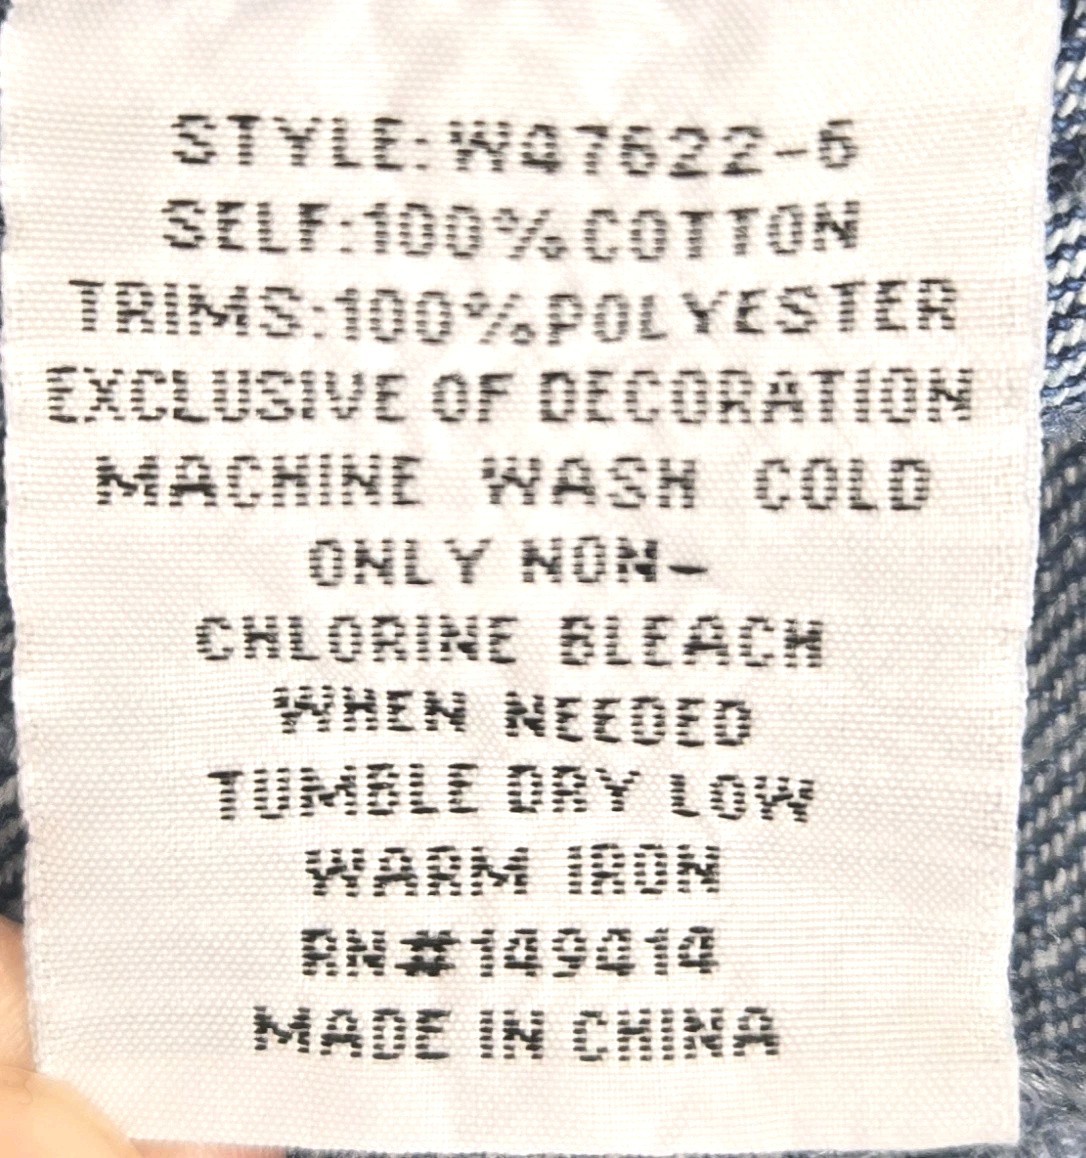 STYLE:W47622-6
SELF:100%COTTON
TRIMS:100%POLYESTER
EXCLUSIVE OF DECORATION
MACHINE WASH COLD
ONLY NON-
CHLORINE BLEACH
WHEN NEEDED
TUMBLE DRY LOW
WARM IRON
RN#149414
MADE IN CHINA